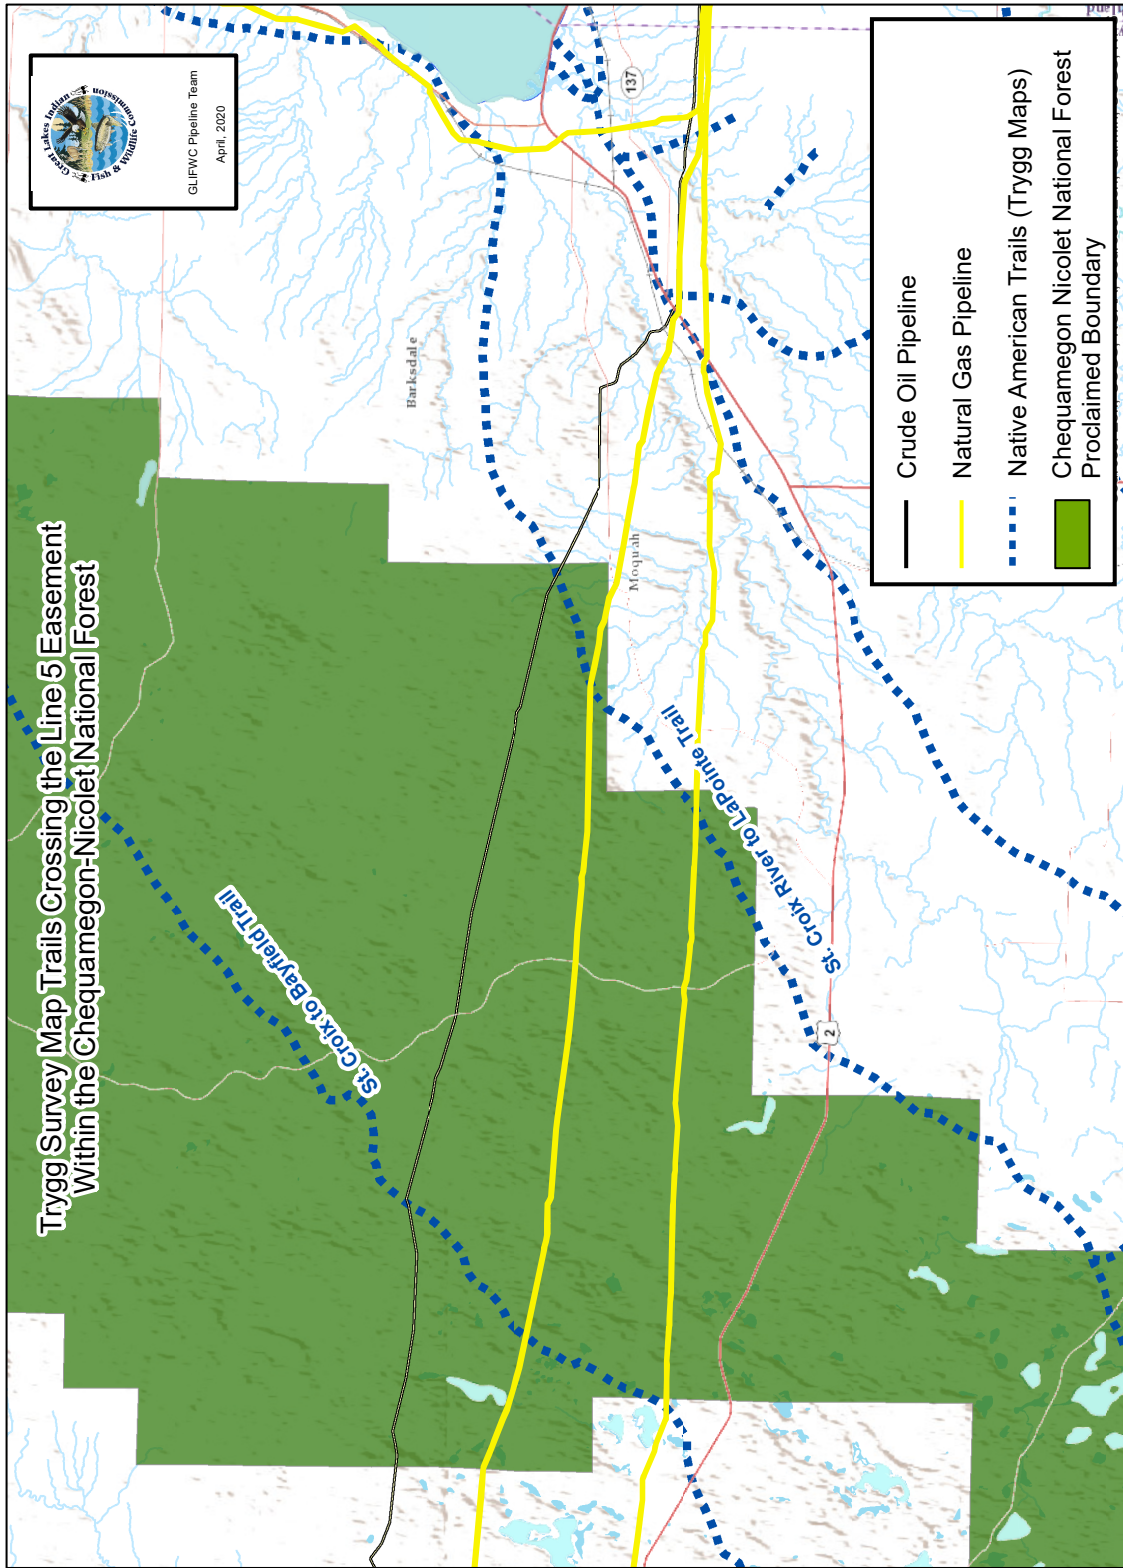 Trygg Survey Map Trails Crossing the Line 5 Easement
Within the Chequamegon-Nicolet National Forest
Great Lakes Indian
Fish & Wildlife Commission
GLIFWC Pipeline Team
April, 2020
St. Croix to Bayfield Trail
St. Croix River to LaPointe Trail
Barksdale
Moquah
137
2
Crude Oil Pipeline
Natural Gas Pipeline
Native American Trails (Trygg Maps)
Chequamegon Nicolet National Forest
Proclaimed Boundary